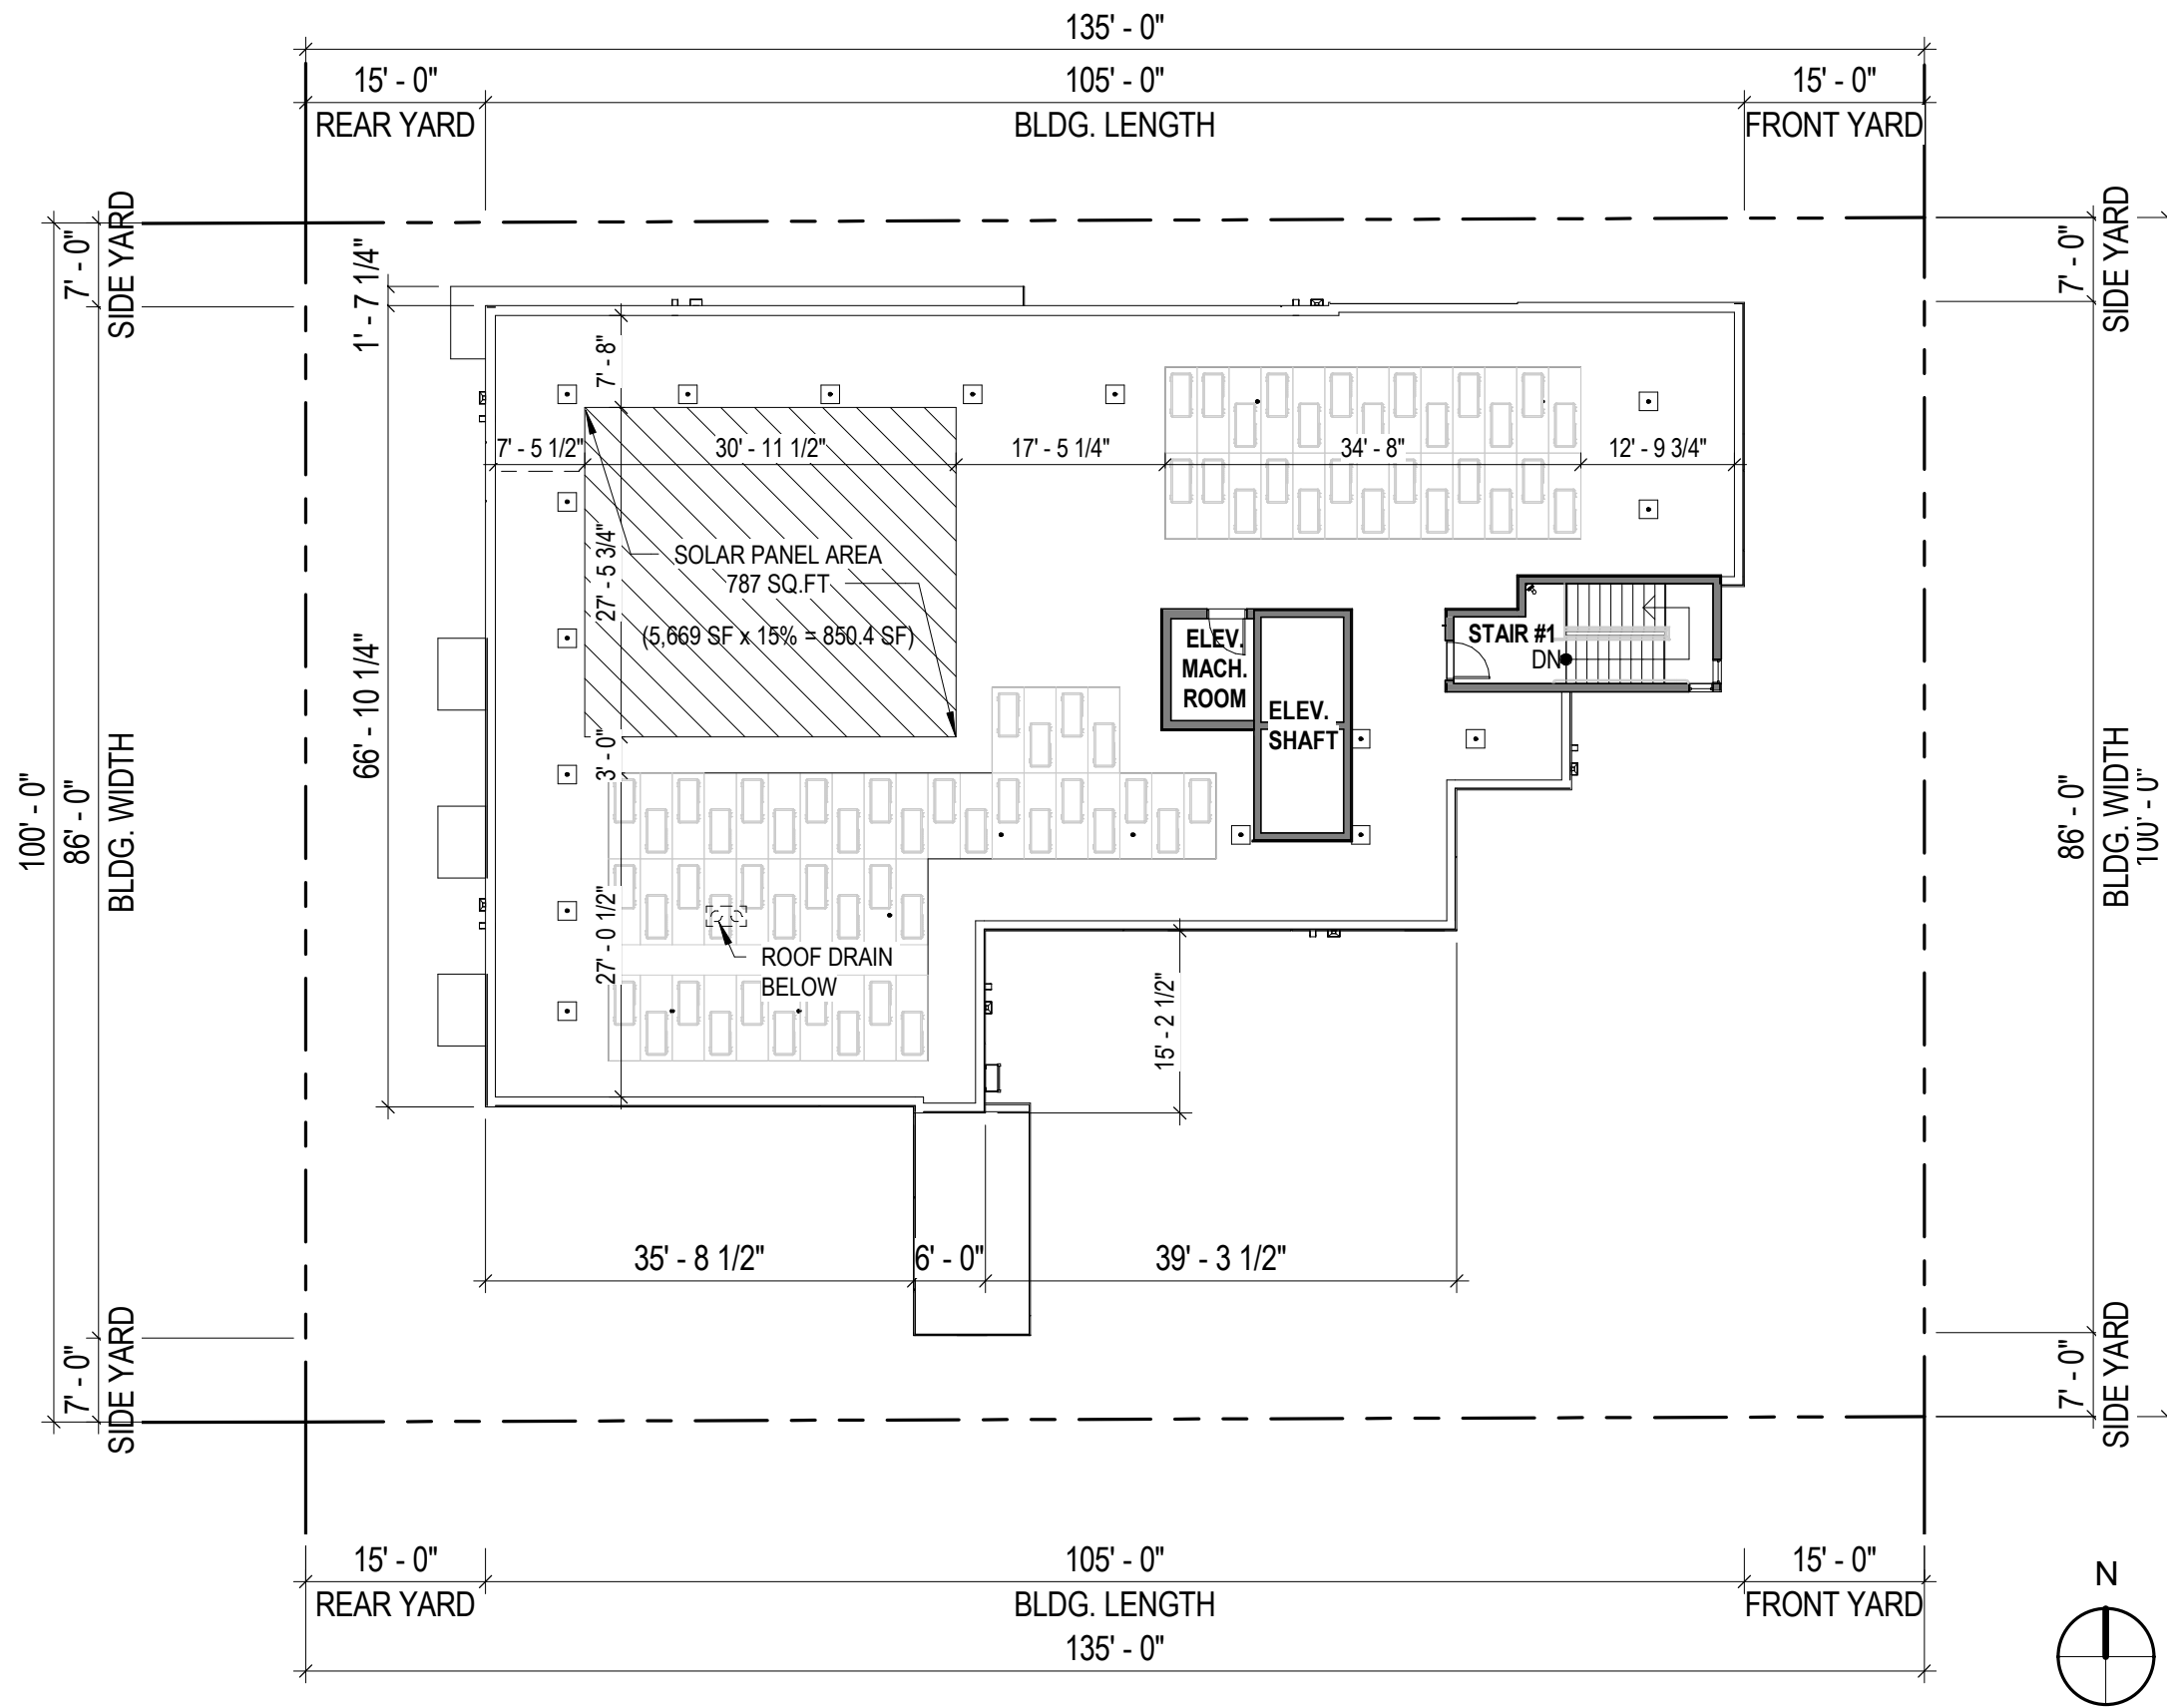 135' - 0"
15' - 0"
105' - 0"
15' - 0"
REAR YARD
BLDG. LENGTH
FRONT YARD
SIDE YARD
7' - 0"
1' - 7 1/4"
7' - 0"
SIDE YARD
7' - 8"
7' - 5 1/2"
30' - 11 1/2"
17' - 5 1/4"
34' - 8"
12' - 9 3/4"
SOLAR PANEL AREA
787 SQ.FT
(5,669 SF x 15% = 850.4 SF)
27' - 5 3/4"
ELEV.
MACH.
ROOM
STAIR #1
DN
ELEV.
SHAFT
66' - 10 1/4"
3' - 0"
100' - 0"
86' - 0"
BLDG. WIDTH
86' - 0"
BLDG. WIDTH
100' - 0"
27' - 0 1/2"
ROOF DRAIN
BELOW
15' - 2 1/2"
35' - 8 1/2"
6' - 0"
39' - 3 1/2"
7' - 0"
SIDE YARD
7' - 0"
SIDE YARD
15' - 0"
105' - 0"
15' - 0"
REAR YARD
BLDG. LENGTH
FRONT YARD
135' - 0"
N